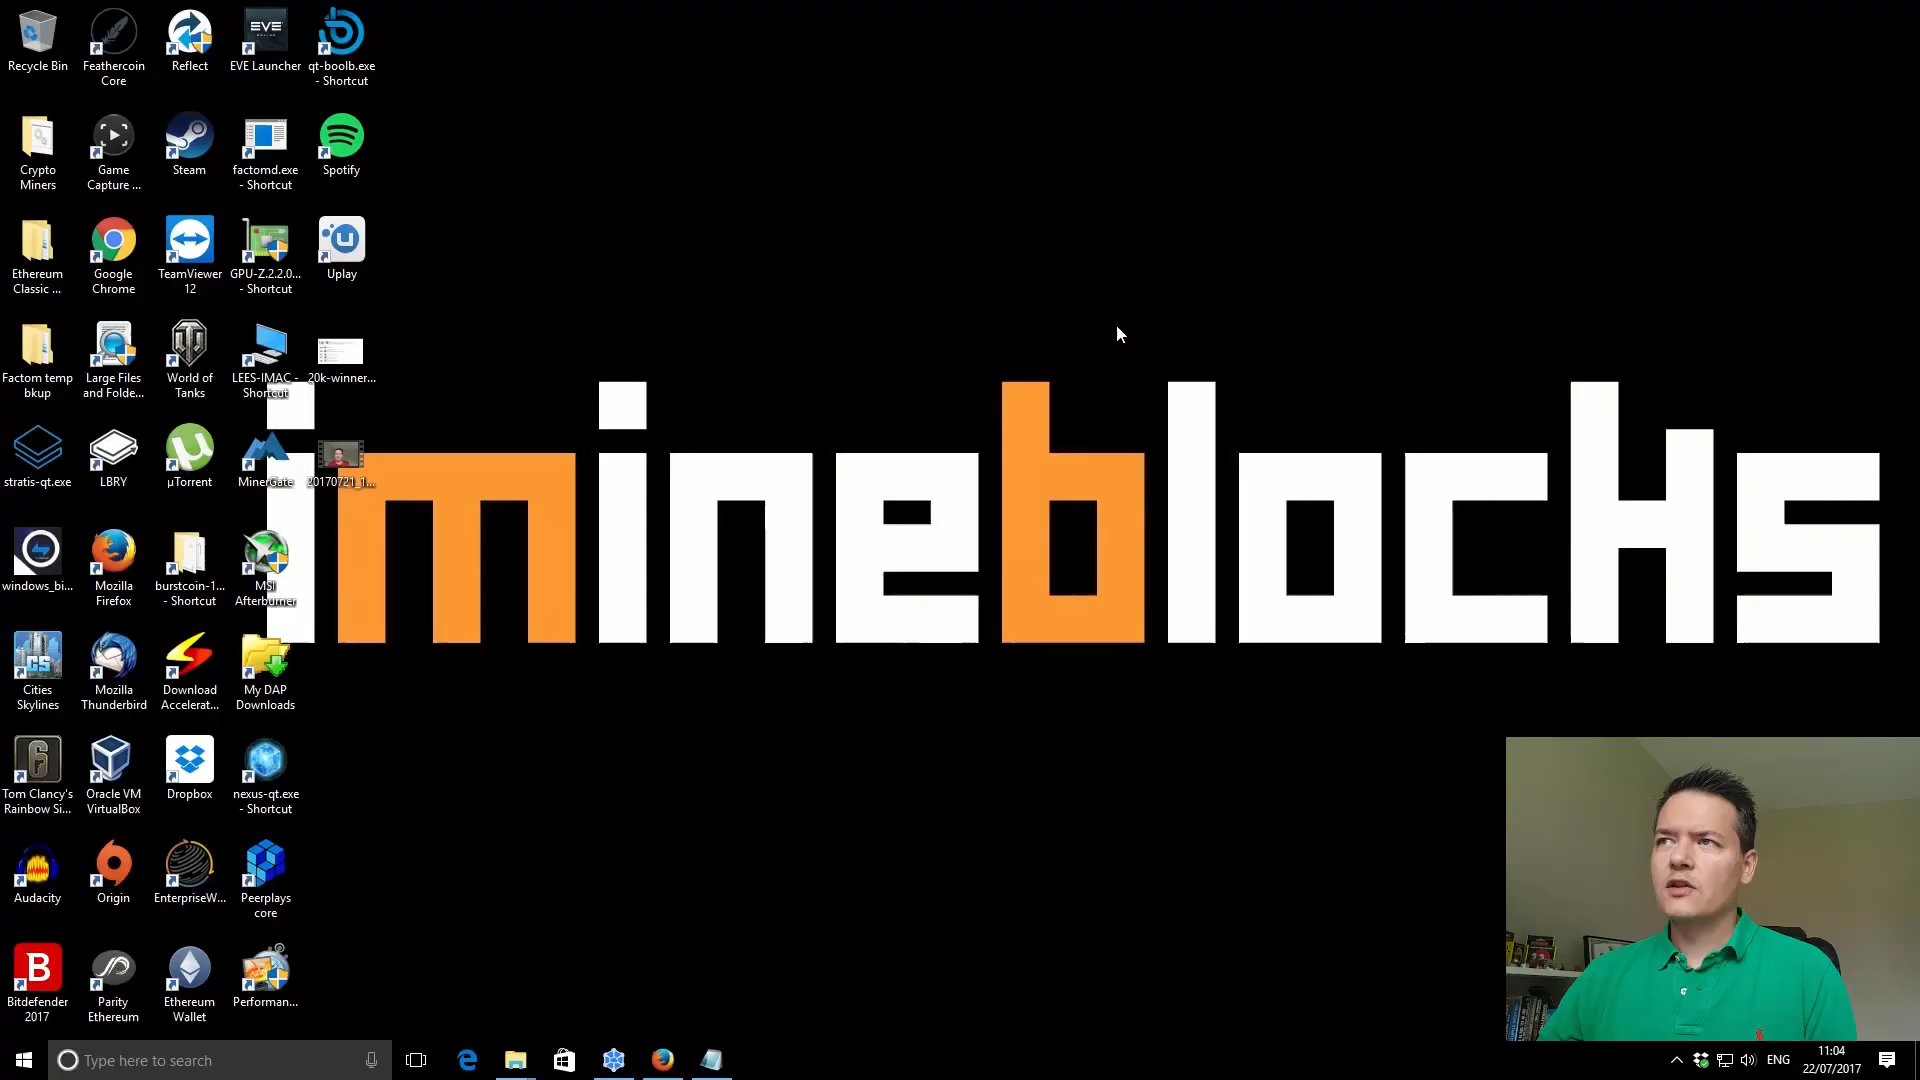 Recycle Bin
Feathercoin
Core
Reflect
EVE
ONLINE
EVE Launcher
qt-boolb.exe
- Shortcut
Crypto
Miners
Game
Capture ...
Steam
factomd.exe
- Shortcut
Spotify
Ethereum
Classic ...
Google
Chrome
TeamViewer
12
GPU-Z.2.2.0...
- Shortcut
U
Uplay
Factom temp
bkup
Large Files
and Folde...
World of
Tanks
LEES-IMAC -
Shortcut
20k-winner...
imineblocks
stratis-qt.exe
LBRY
µTorrent
MinerGate
20170721_1...
windows_bi...
Mozilla
Firefox
burstcoin-1...
- Shortcut
MSI
Afterburner
CS
Cities
Skylines
Mozilla
Thunderbird
Download
Accelerat...
My DAP
Downloads
6
Tom Clancy's
Rainbow Si...
Oracle VM
VirtualBox
Dropbox
nexus-qt.exe
- Shortcut
Audacity
Origin
EnterpriseW...
Peerplays
core
B
Bitdefender
2017
Parity
Ethereum
Ethereum
Wallet
Performan...
Type here to search
ENG
11:04
22/07/2017